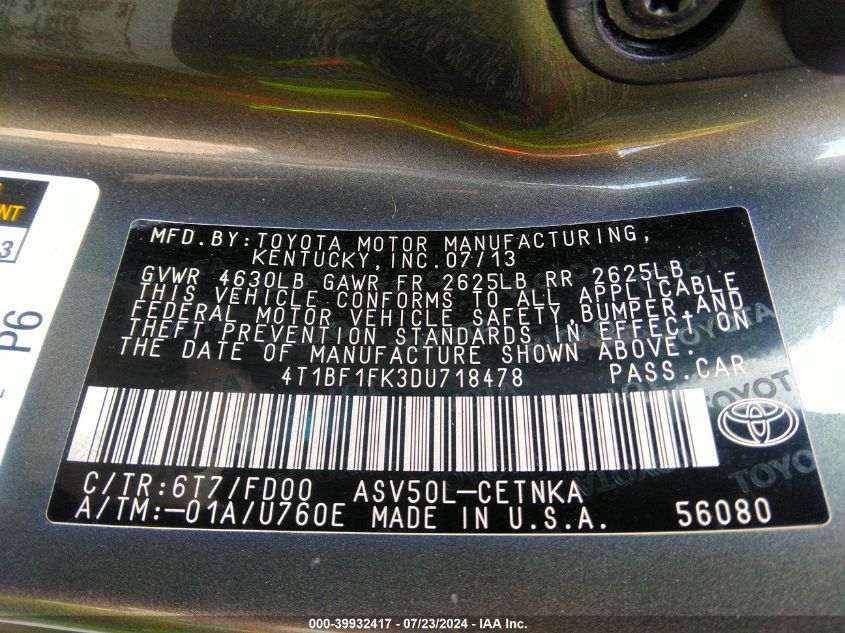 NT
3
P6
MFD.BY:TOYOTA MOTOR MANUFACTURING,
KENTUCKY,INC.07/13
GVWR 4630LB GAWR FR 2625LB RR 2625LB
THIS VEHICLE CONFORMS TO ALL APPLICABLE
FEDERAL MOTOR VEHICLE SAFETY,BUMPER,AND
THEFT PREVENTION STANDARDS IN EFFECT ON
THE DATE OF MANUFACTURE SHOWN ABOVE.
4T1BF1FK3DU718478 PASS.CAR
TOYOTA
C/TR:6T7/FD00 ASV50L-CETNKA
A/TM:-01A/U760E MADE IN U.S.A. 56080
000-39932417 - 07/23/2024 - IAA Inc.